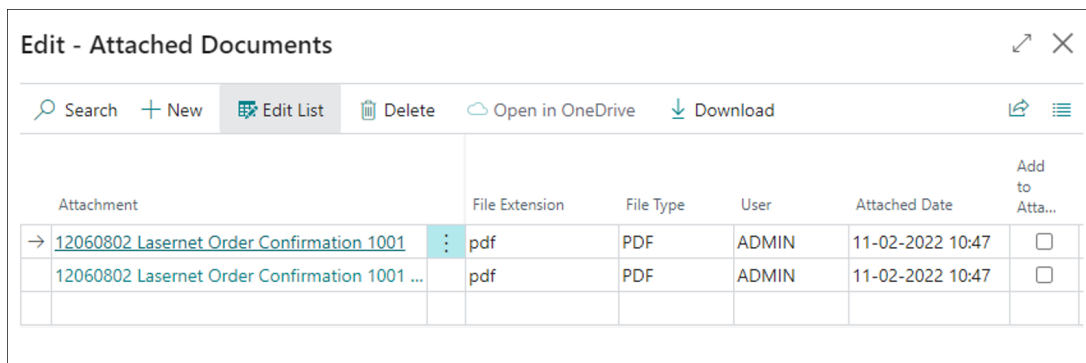 Edit - Attached Documents
Search New Edit List Delete Open in OneDrive Download
Attachment File Extension File Type User Attached Date Add to Atta...
12060802 Lasernet Order Confirmation 1001 pdf PDF ADMIN 11-02-2022 10:47
12060802 Lasernet Order Confirmation 1001 ... pdf PDF ADMIN 11-02-2022 10:47